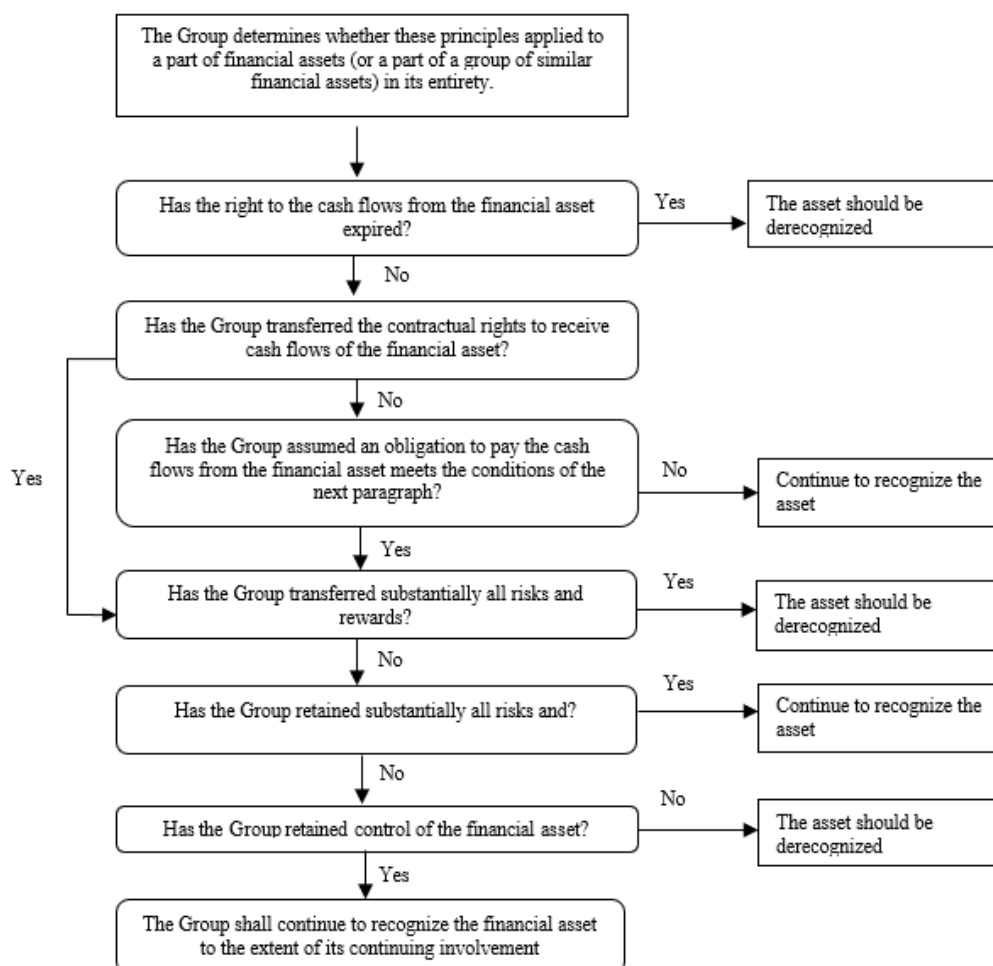 The Group determines whether these principles applied to
a part of financial assets (or a part of a group of similar
financial assets) in its entirety.
Has the right to the cash flows from the financial asset
expired?
Yes
The asset should be
derecognized
No
Has the Group transferred the contractual rights to receive
cash flows of the financial asset?
No
Yes
Has the Group assumed an obligation to pay the cash
flows from the financial asset meets the conditions of the
next paragraph?
No
Continue to recognize the
asset
Yes
Has the Group transferred substantially all risks and
rewards?
Yes
The asset should be
derecognized
No
Has the Group retained substantially all risks and?
Yes
Continue to recognize the
asset
No
Has the Group retained control of the financial asset?
No
The asset should be
derecognized
Yes
The Group shall continue to recognize the financial asset
to the extent of its continuing involvement